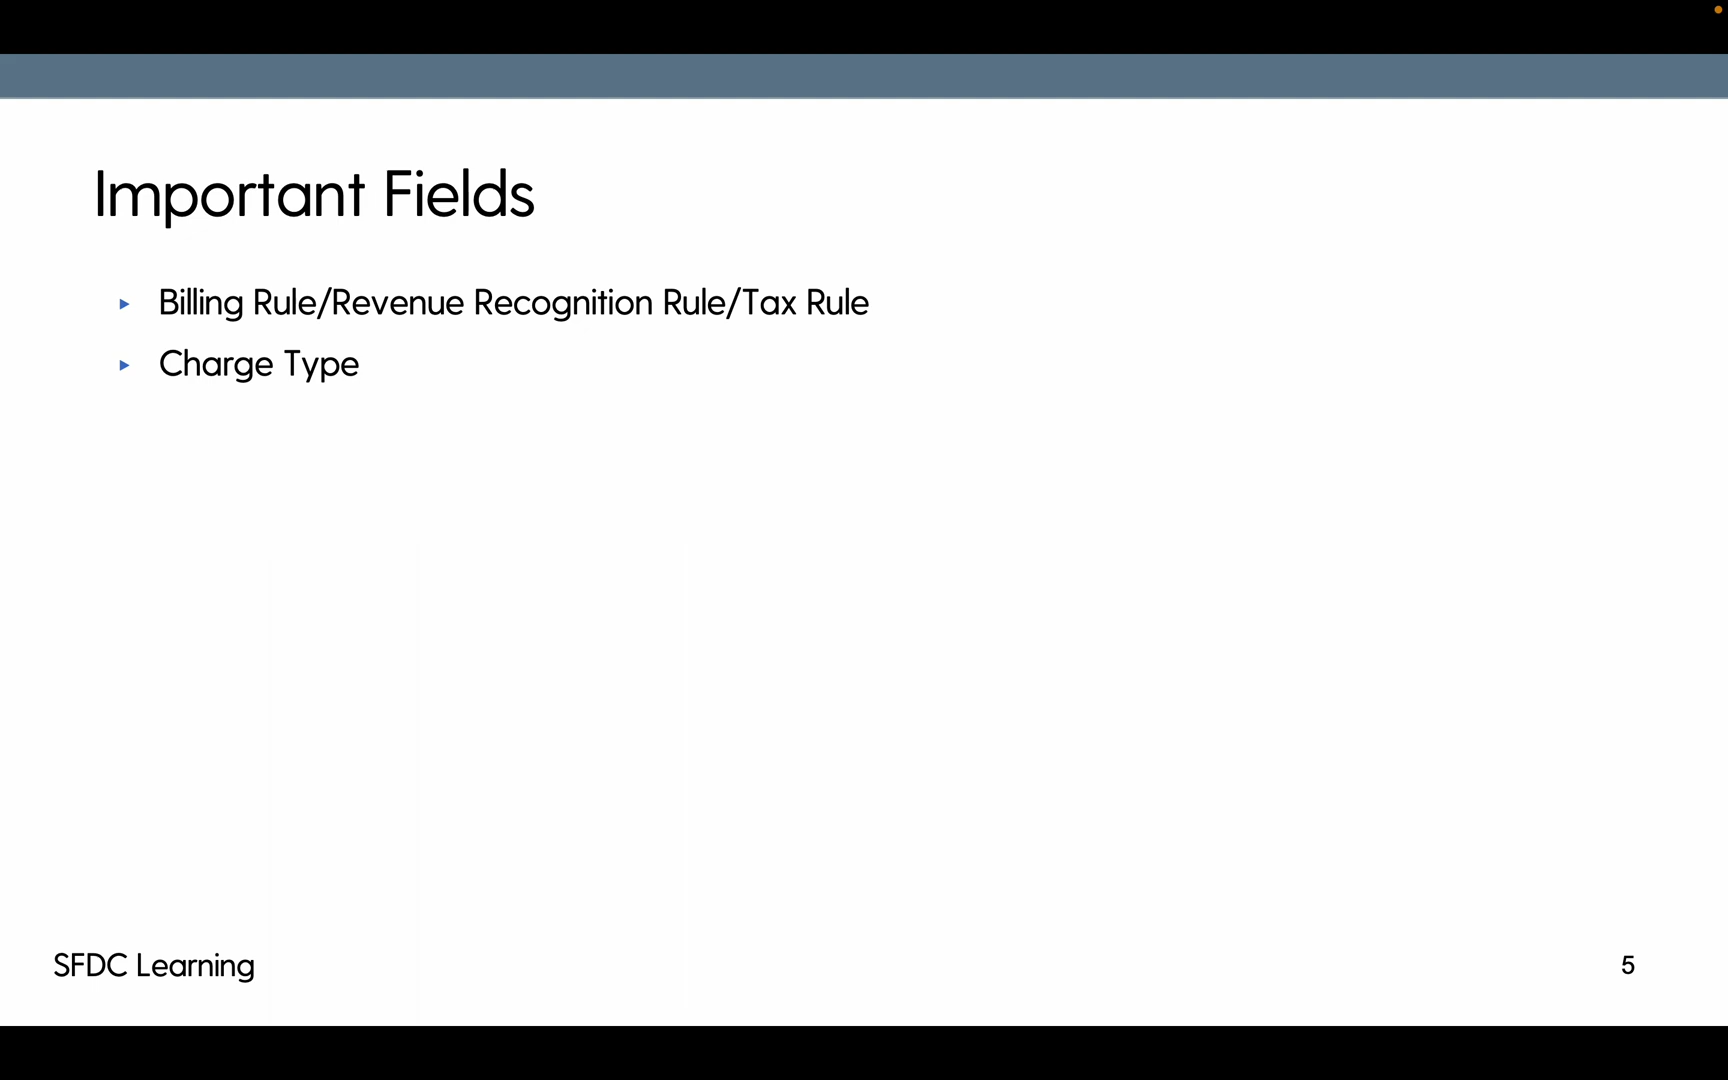 Important Fields
Billing Rule/Revenue Recognition Rule/Tax Rule
Charge Type
SFDC Learning
5